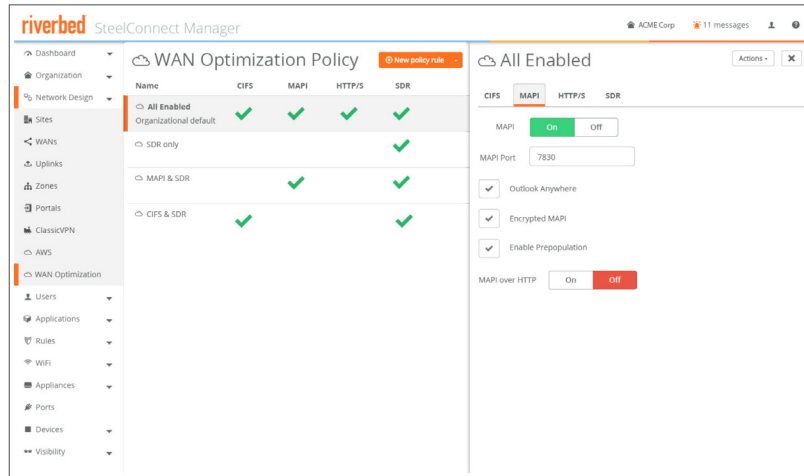 riverbed SteelConnect Manager
ACME Corp
11 messages
Dashboard
Organization
Network Design
Sites
WANs
Uplinks
Zones
Portals
ClassicVPN
AWS
WAN Optimization
Users
Applications
Rules
WiFi
Appliances
Ports
Devices
Visibility
WAN Optimization Policy
New policy rule
Name CIFS MAPI HTTP/S SDR
All Enabled
Organizational default
SDR only
MAPI & SDR
CIFS & SDR
All Enabled
Actions
CIFS MAPI HTTP/S SDR
MAPI On Off
MAPI Port 7830
Outlook Anywhere
Encrypted MAPI
Enable Prepopulation
MAPI over HTTP On Off